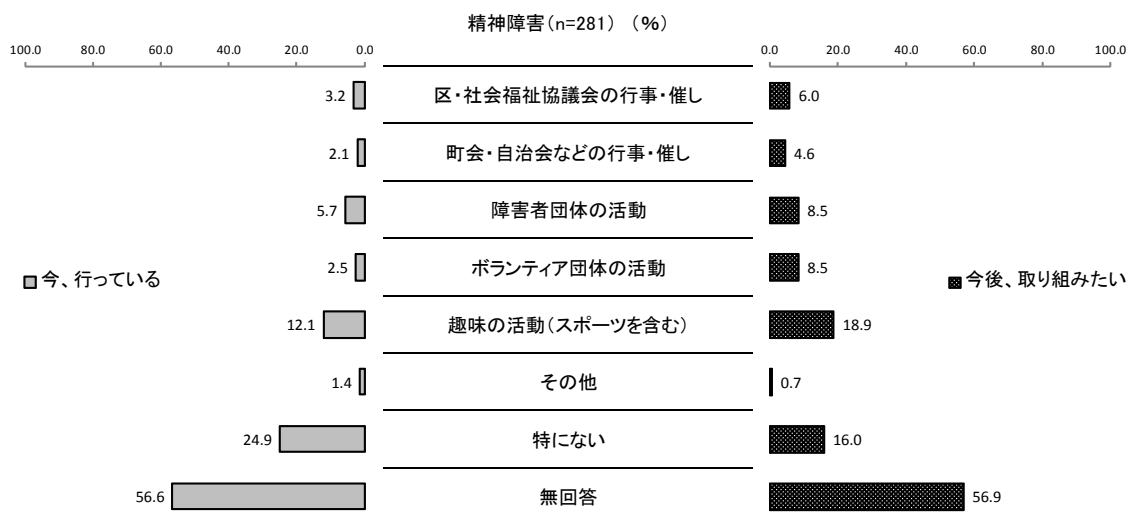 精神障害(n=281) (%)
100.0 80.0 60.0 40.0 20.0 0.0 0.0 20.0 40.0 60.0 80.0 100.0
3.2 区・社会福祉協議会の行事・催し 6.0
2.1 町会・自治会などの行事・催し 4.6
5.7 障害者団体の活動 8.5
2.5 ボランティア団体の活動 8.5
今、行っている 今後、取り組みたい
12.1 趣味の活動(スポーツを含む) 18.9
1.4 その他 0.7
24.9 特にない 16.0
56.6 無回答 56.9